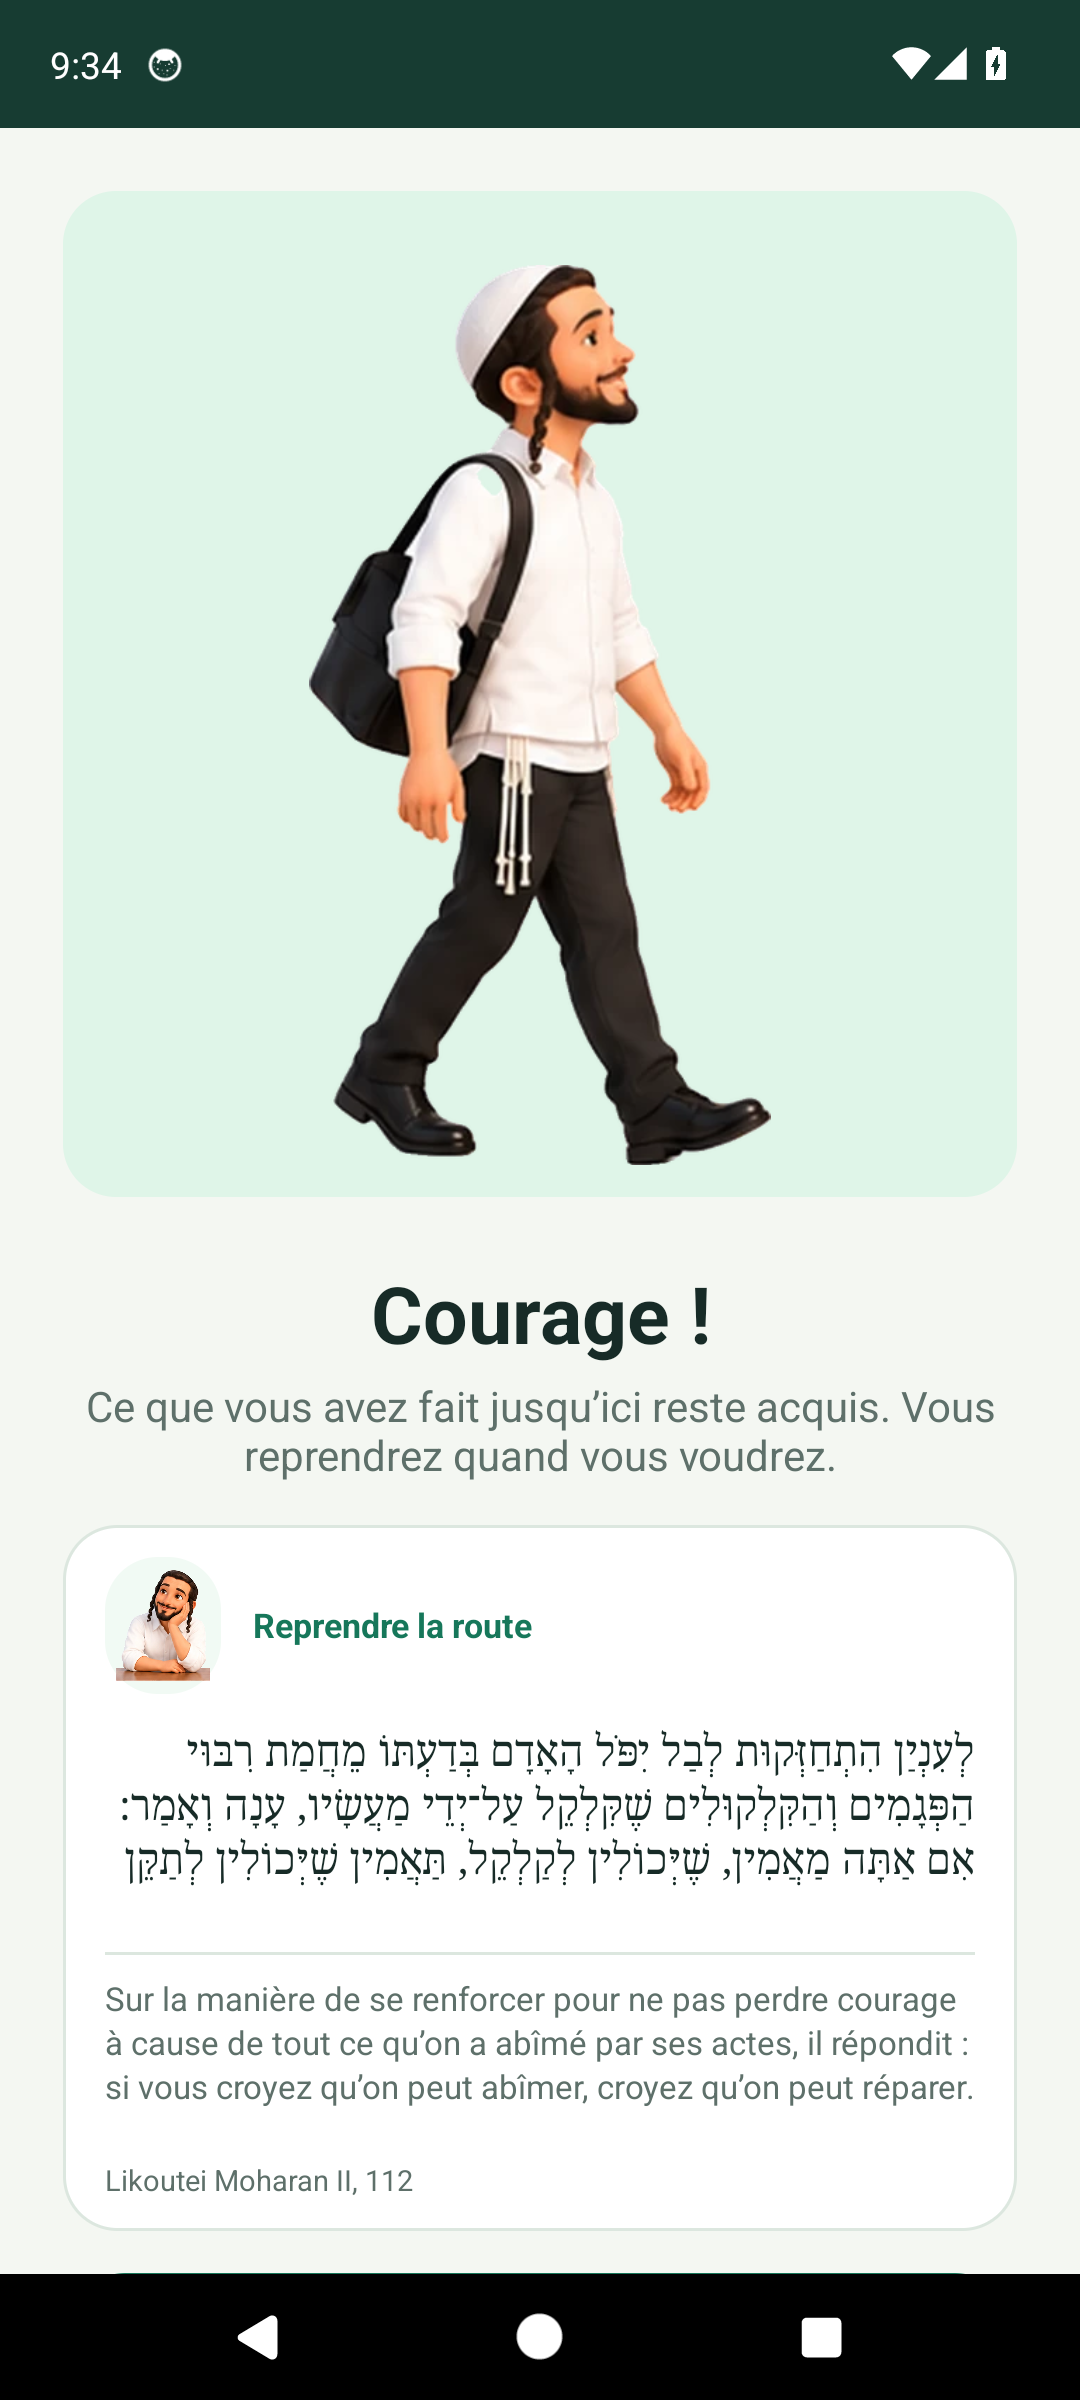 9:34
Courage !
Ce que vous avez fait jusqu’ici reste acquis. Vous
reprendrez quand vous voudrez.
Reprendre la route
לְעִנְיַן הִתְחַזְּקוּת לְבַל יִפֹּל הָאָדָם בְּדַעְתּוֹ מֵחֲמַת רִבּוּי
הַפְּגָמִים וְהַקִּלְקוּלִים שֶׁקִּלְקֵל עַל־יְדֵי מַעֲשָׂיו, עָנָה וְאָמַר:
אִם אַתָּה מַאֲמִין, שֶׁיְּכוֹלִין לְקַלְקֵל, תַּאֲמִין שֶׁיְּכוֹלִין לְתַקֵּן
Sur la manière de se renforcer pour ne pas perdre courage
à cause de tout ce qu’on a abîmé par ses actes, il répondit :
si vous croyez qu’on peut abîmer, croyez qu’on peut réparer.
Likoutei Moharan II, 112